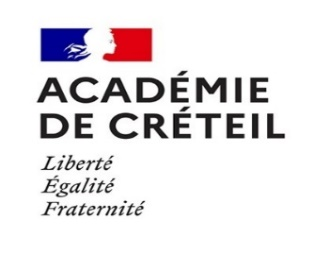 ACADÉMIE
DE CRÉTEIL
Liberté
Égalité
Fraternité